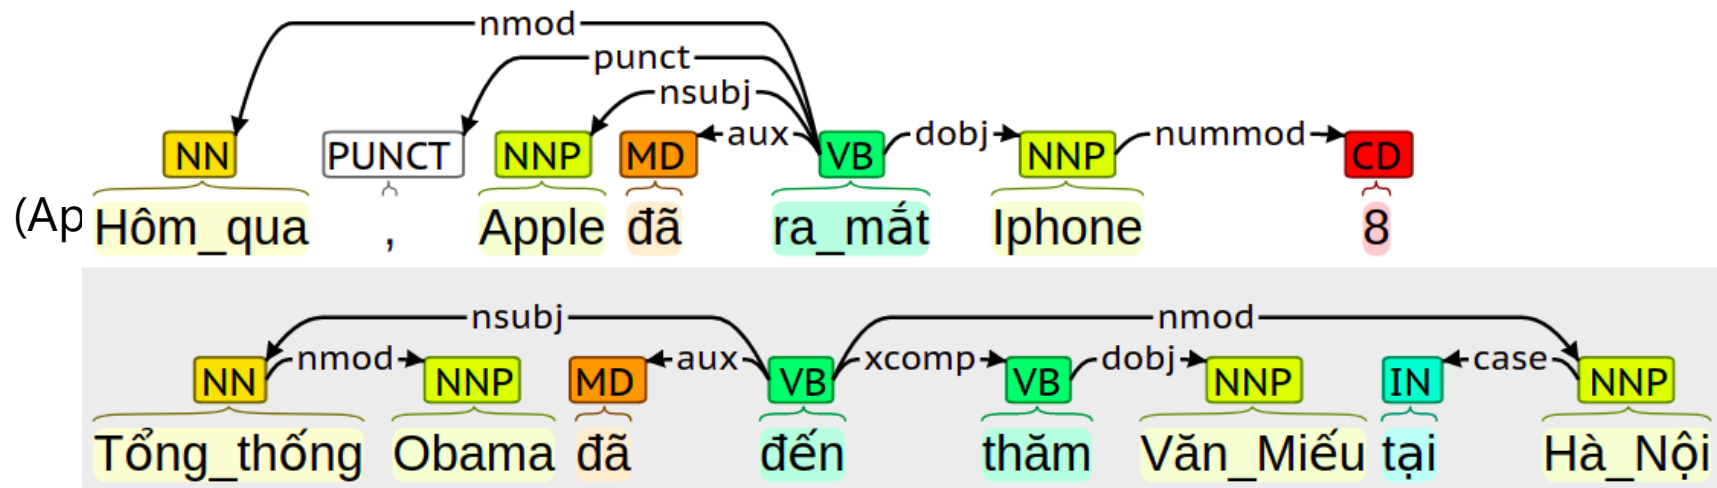 nmod
punct
nsubj
aux dobj nummod
NN PUNCT NNP MD VB NNP CD
(Ap Hôm_qua , Apple đã ra_mắt Iphone 8
nsubj nmod
nmod aux xcomp dobj case
NN NNP MD VB VB NNP IN NNP
Tổng_thống Obama đã đến thăm Văn_Miếu tại Hà_Nội